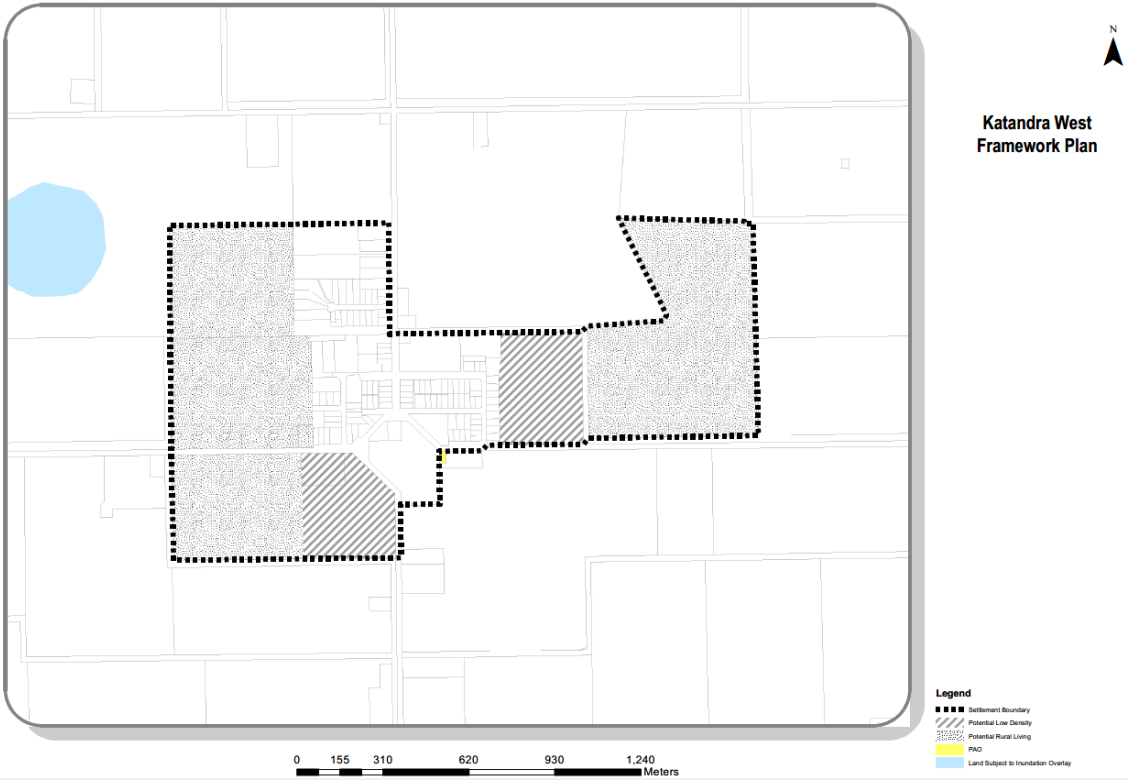 N
Katandra West
Framework Plan
Legend
Settlement Boundary
Potential Low Density
Potential Rural Living
PAO
Land Subject to Inundation Overlay
0 155 310 620 930 1,240
Meters